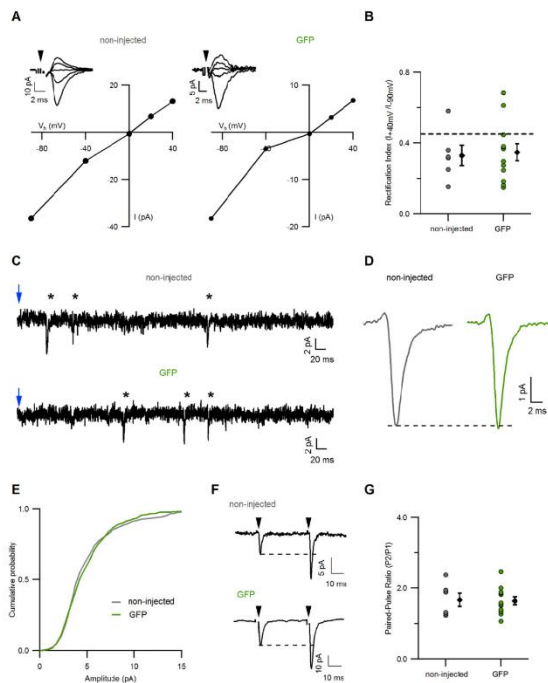 A
non-injected
10 pA
2 ms
20
Vh (mV)
-80
-40
40
-20
-40
I (pA)
GFP
5 pA
2 ms
10
Vh (mV)
-80
-40
40
-10
-20
I (pA)
B
Rectification Index (I+40mV /I-90mV)
0.8
0.4
0.0
non-injected
GFP
C
non-injected
* * *
2 pA
20 ms
GFP
* * *
2 pA
20 ms
D
non-injected
GFP
1 pA
2 ms
E
Cumulative probability
1.0
0.5
0.0
non-injected
GFP
0
5
10
15
Amplitude (pA)
F
non-injected
5 pA
10 ms
GFP
10 pA
10 ms
G
Paired-Pulse Ratio (P2/P1)
4.0
2.0
0.0
non-injected
GFP